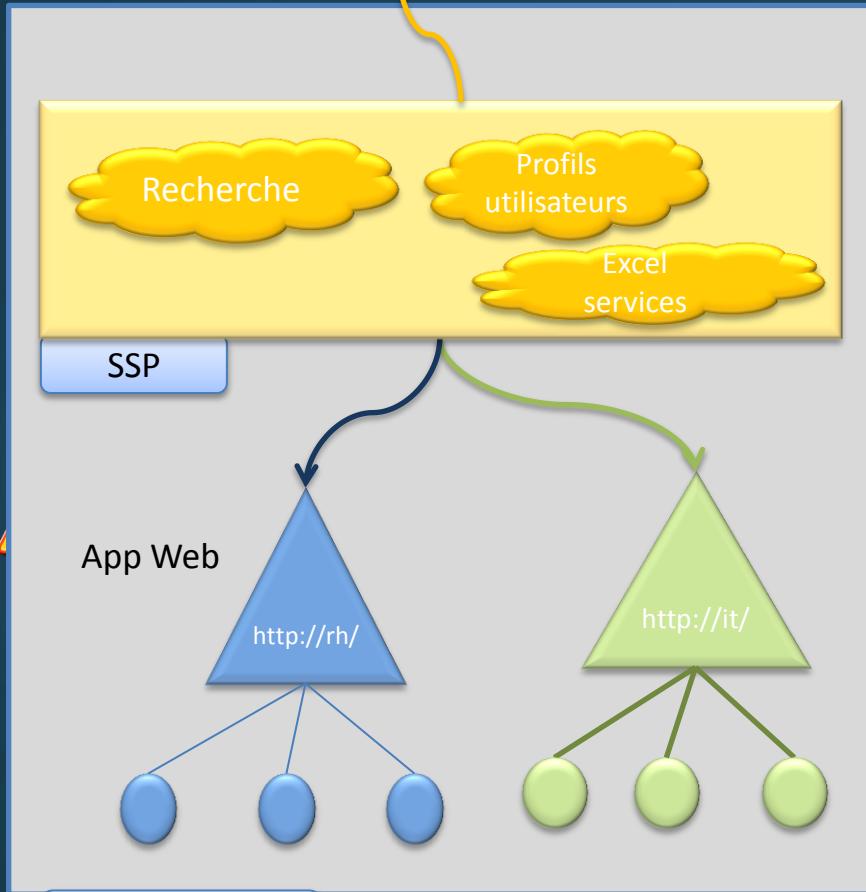 Recherche
Profils
utilisateurs
Excel
services
SSP
App Web
http://rh/
http://it/